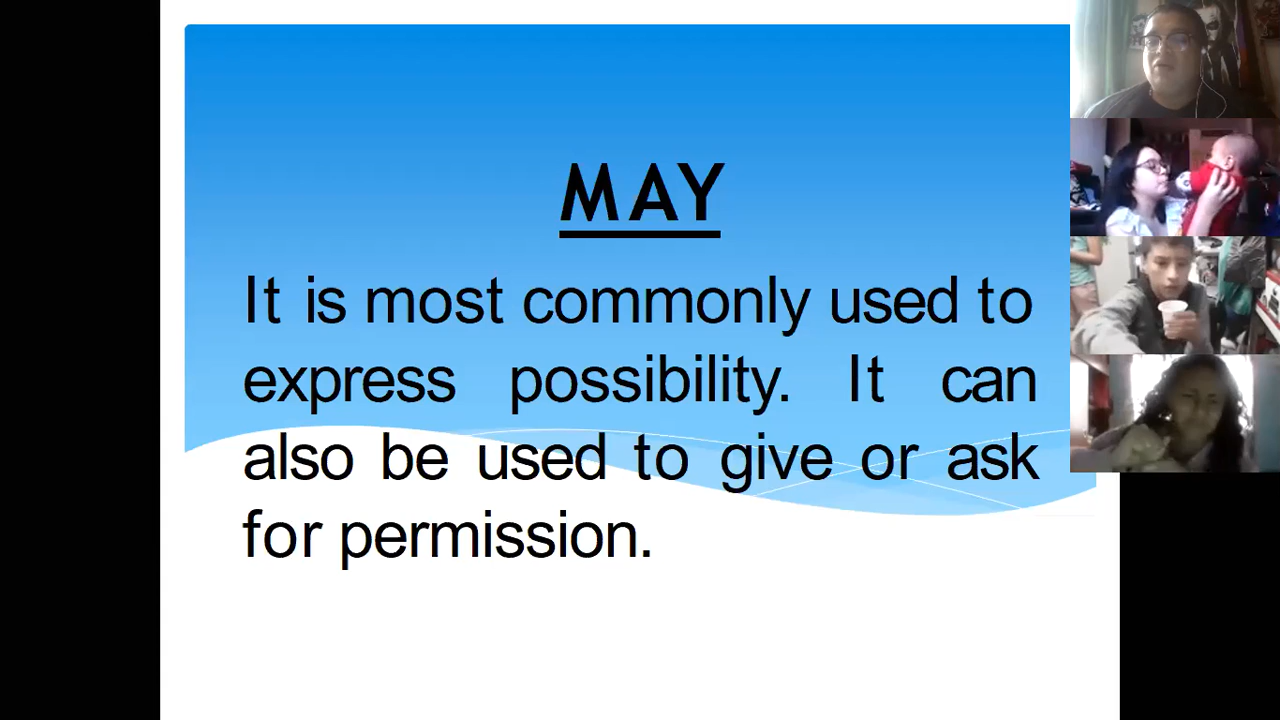 MAY
It is most commonly used to
express possibility. It can
also be used to give or ask
for permission.